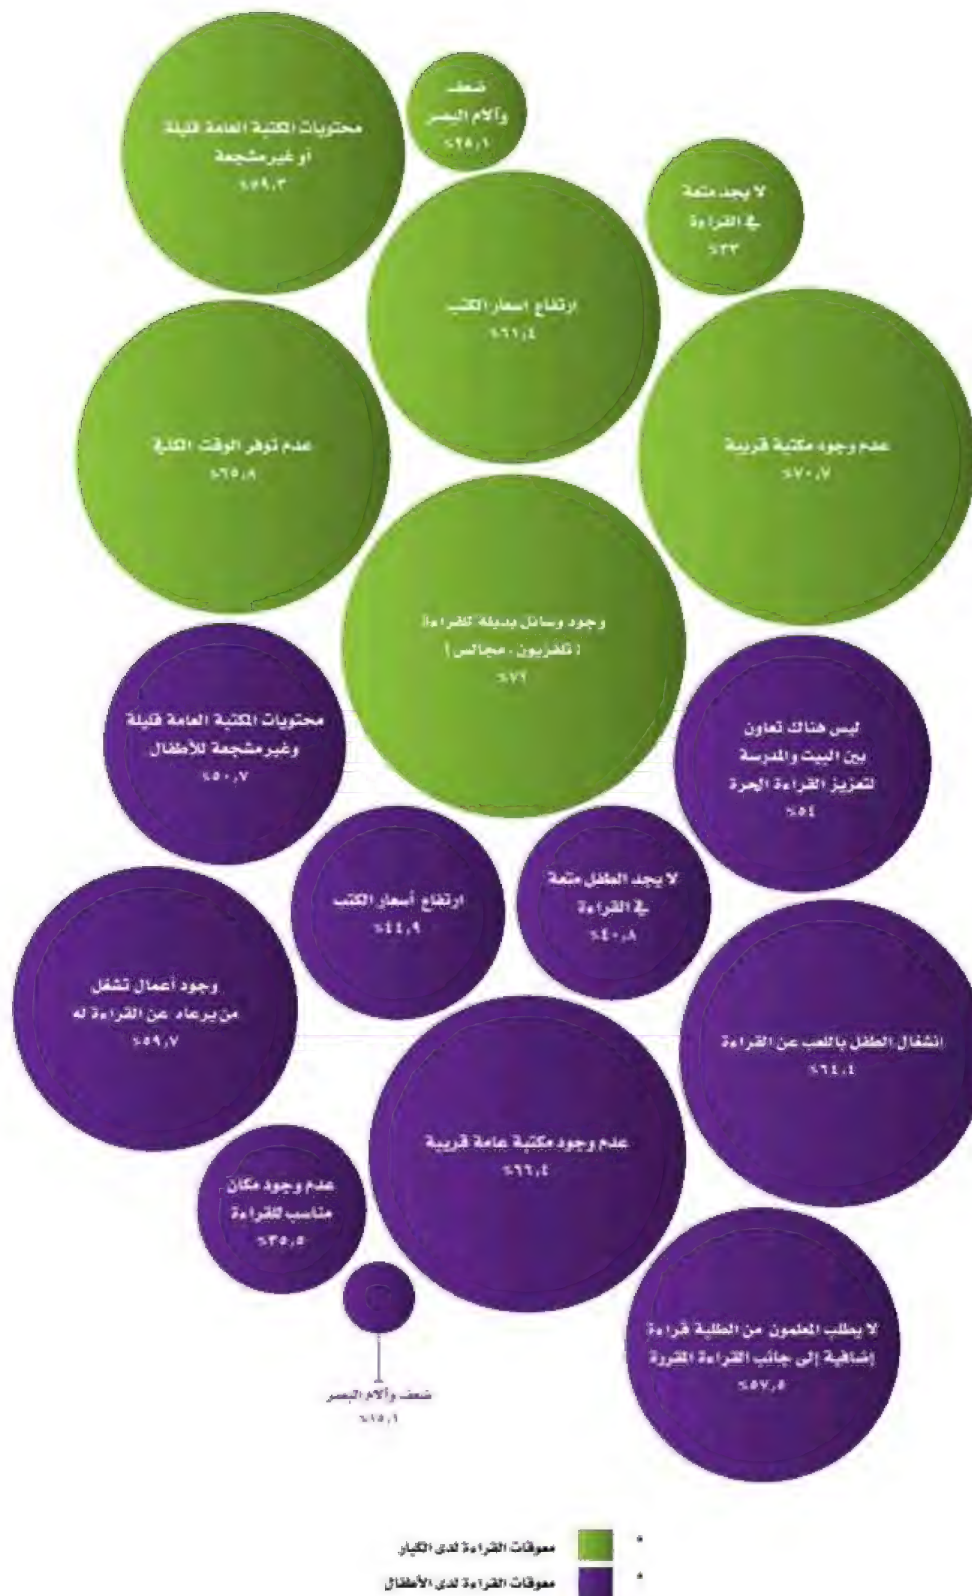 ضعف
وآلام البصر
٪٢٥,١
محتويات المكتبة العامة قليلة
أو غير مشجعة
٪٥٩,٣
لا يجد متعة
في القراءة
٪٣٣
ارتفاع اسعار الكتب
٪٦١,٤
عدم وجود مكتبة قريبة
٪٧٠,٧
عدم توفر الوقت الكافي
٪٦٥,٨
وجود وسائل بديلة للقراءة
(تلفزيون، مجالس)
٪٧٢
ليس هناك تعاون
بين البيت والمدرسة
لتعزيز القراءة الحرة
٪٥٤
محتويات المكتبة العامة قليلة
وغير مشجعة للأطفال
٪٥٠,٧
لا يجد الطفل متعة
في القراءة
٪٤٠,٨
ارتفاع أسعار الكتب
٪٤٤,٩
وجود أعمال تشغل
من يرعاه عن القراءة له
٪٥٩,٧
انشغال الطفل باللعب عن القراءة
٪٦٤,٤
عدم وجود مكتبة عامة قريبة
٪٦٦,٤
عدم وجود مكان
مناسب للقراءة
٪٣٥,٥
لا يطلب المعلمون من الطلبة قراءة
إضافية إلى جانب القراءة المقررة
٪٥٧,٥
ضعف وآلام البصر
٪١٥,١
معوقات القراءة لدى الكبار
معوقات القراءة لدى الأطفال